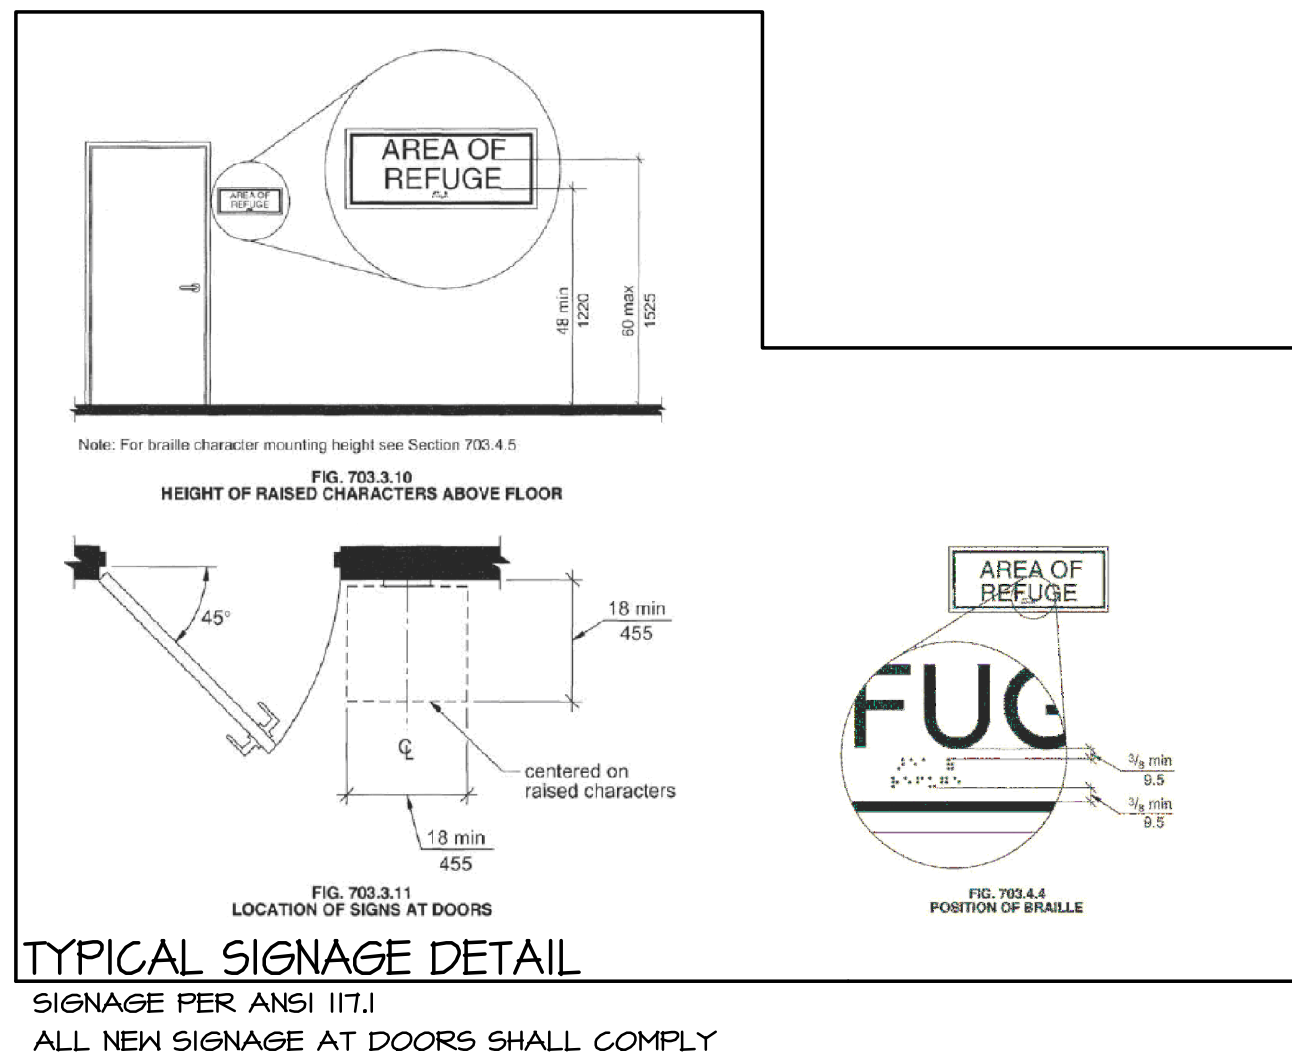 AREA OF
REFUGE
AREA OF
REFUGE
48 min
1220
60 max
1525
Note: For braille character mounting height see Section 703.4.5
FIG. 703.3.10
HEIGHT OF RAISED CHARACTERS ABOVE FLOOR
45°
18 min
455
℄
centered on
raised characters
18 min
455
FIG. 703.3.11
LOCATION OF SIGNS AT DOORS
AREA OF
REFUGE
FUG
3/8 min
9.5
3/8 min
9.5
FIG. 703.4.4
POSITION OF BRAILLE
TYPICAL SIGNAGE DETAIL
SIGNAGE PER ANSI 117.1
ALL NEW SIGNAGE AT DOORS SHALL COMPLY